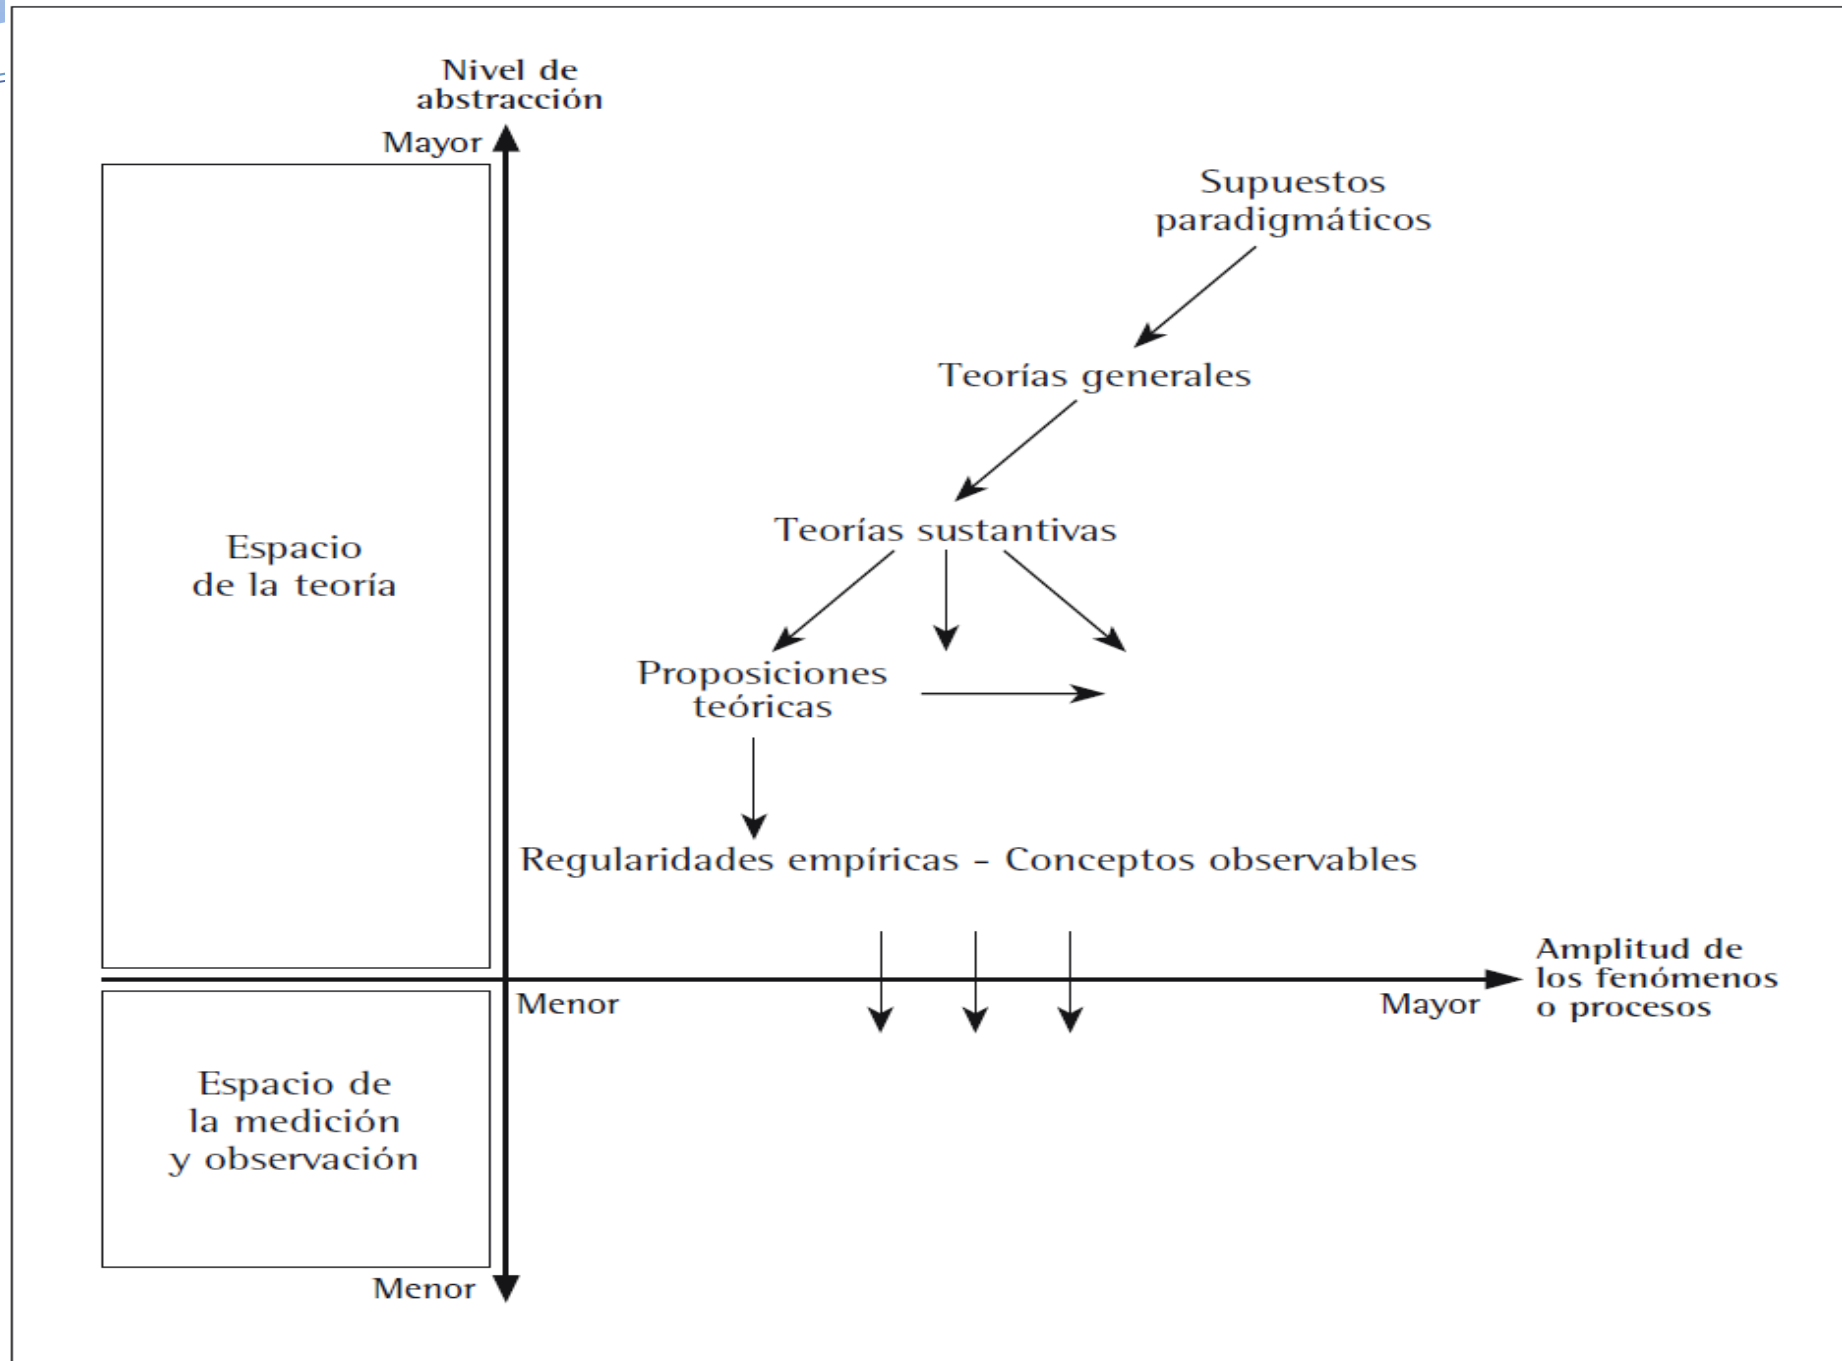 Nivel de
abstracción
Mayor
Supuestos
paradigmáticos
Teorías generales
Teorías sustantivas
Espacio
de la teoría
Proposiciones
teóricas
Regularidades empíricas – Conceptos observables
Amplitud de
los fenómenos
o procesos
Menor
Mayor
Espacio de
la medición
y observación
Menor